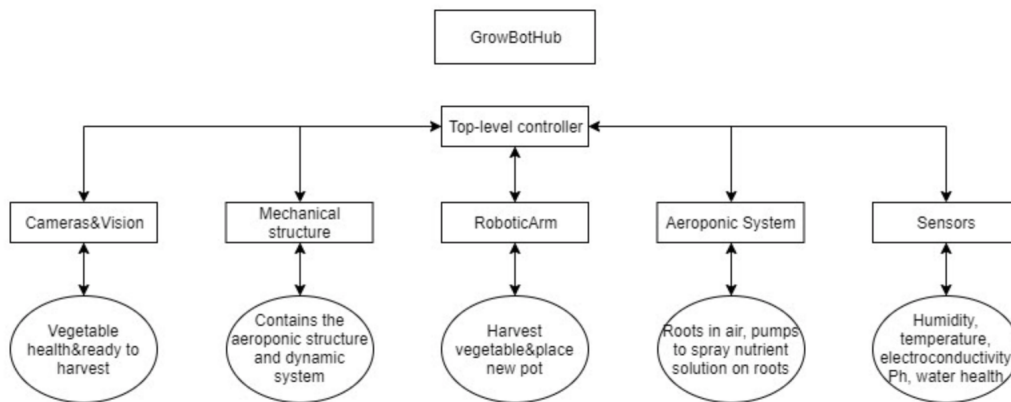 GrowBotHub
Top-level controller
Cameras&Vision
Mechanical
structure
RoboticArm
Aeroponic System
Sensors
Vegetable
health&ready to
harvest
Contains the
aeroponic structure
and dynamic
system
Harvest
vegetable&place
new pot
Roots in air, pumps
to spray nutrient
solution on roots
Humidity,
temperature,
electroconductivity
Ph, water health